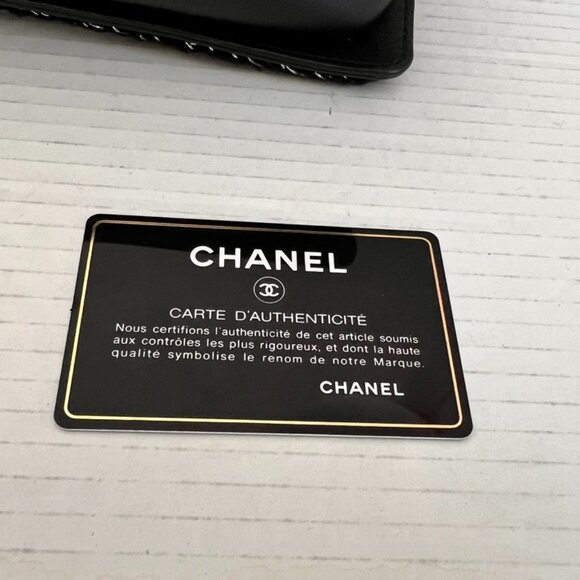 CHANEL
CARTE D'AUTHENTICITÉ
Nous certifions l'authenticité de cet article soumis
aux contrôles les plus rigoureux, et dont la haute
qualité symbolise le renom de notre Marque.
CHANEL